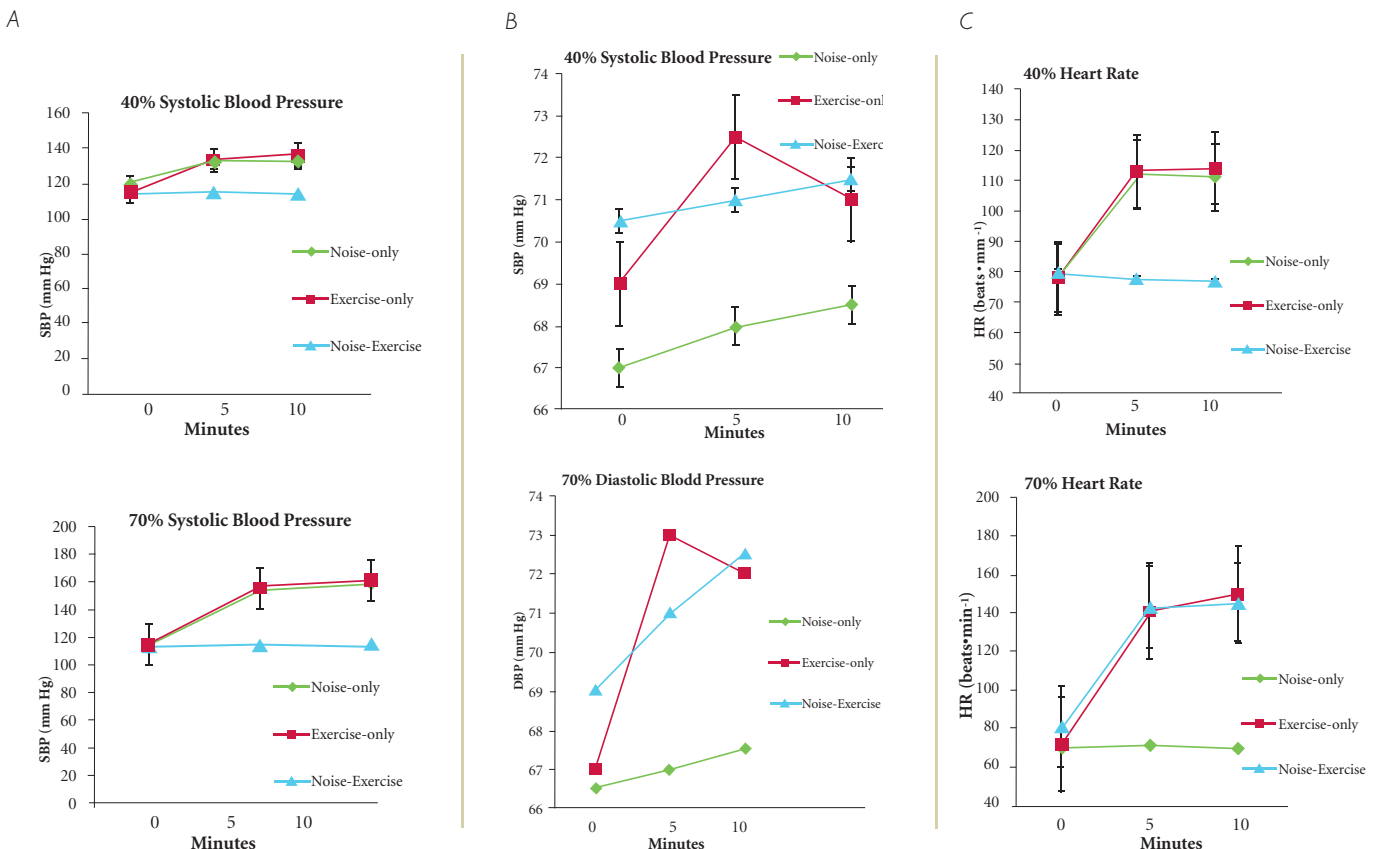 A
40% Systolic Blood Pressure
160
140
120
100
80
60
40
20
0
SBP (mm Hg)
0 5 10
Minutes
Noise-only
Exercise-only
Noise-Exercise
70% Systolic Blood Pressure
200
180
160
140
120
100
80
60
40
20
0
SBP (mm Hg)
0 5 10
Minutes
Noise-only
Exercise-only
Noise-Exercise
B
40% Systolic Blood Pressure
74
73
72
71
70
69
68
67
66
SBP (mm Hg)
0 5 10
Minutes
Noise-only
Exercise-onl
Noise-Exerc
70% Diastolic Blodd Pressure
74
73
72
71
70
69
68
67
66
DBP (mm Hg)
0 5 10
Minutes
Noise-only
Exercise-only
Noise-Exercise
C
40% Heart Rate
140
130
120
110
100
90
80
70
60
50
40
HR (beats • mm⁻¹)
0 5 10
Minutes
Noise-only
Exercise-only
Noise-Exercise
70% Heart Rate
200
180
160
140
120
100
80
60
40
HR (beats•min⁻¹)
0 5 10
Minutes
Noise-only
Exercise-only
Noise-Exercise